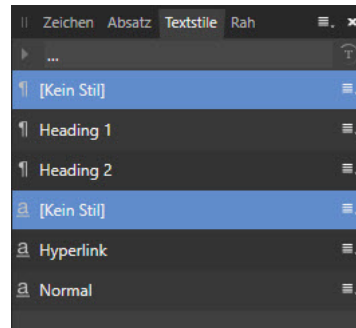 Zeichen Absatz Textstile Rah
...
¶ [Kein Stil]
¶ Heading 1
¶ Heading 2
a [Kein Stil]
a Hyperlink
a Normal